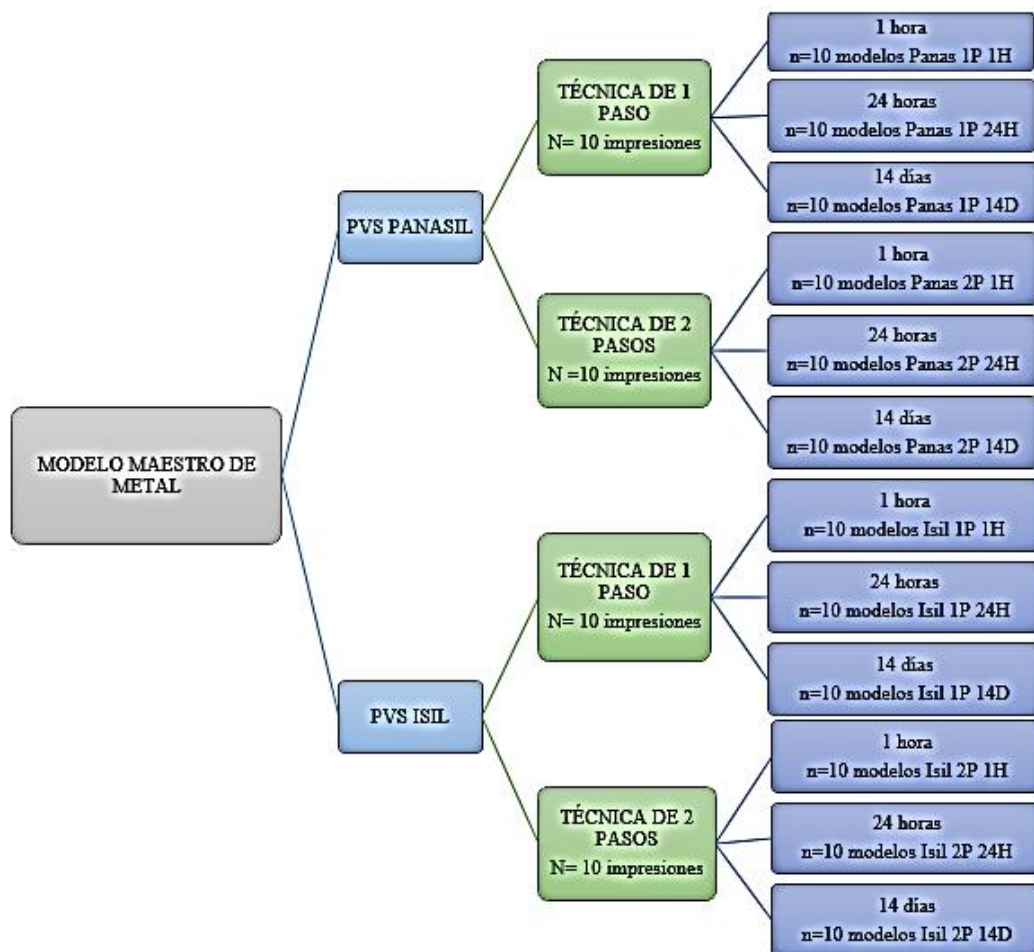 MODELO MAESTRO DE
METAL
PVS PANASIL
TÉCNICA DE 1
PASO
N= 10 impresiones
1 hora
n=10 modelos Panas 1P 1H
24 horas
n=10 modelos Panas 1P 24H
14 días
n=10 modelos Panas 1P 14D
TÉCNICA DE 2
PASOS
N =10 impresiones
1 hora
n=10 modelos Panas 2P 1H
24 horas
n=10 modelos Panas 2P 24H
14 días
n=10 modelos Panas 2P 14D
PVS ISIL
TÉCNICA DE 1
PASO
N= 10 impresiones
1 hora
n=10 modelos Isil 1P 1H
24 horas
n=10 modelos Isil 1P 24H
14 días
n=10 modelos Isil 1P 14D
TÉCNICA DE 2
PASOS
N= 10 impresiones
1 hora
n=10 modelos Isil 2P 1H
24 horas
n=10 modelos Isil 2P 24H
14 días
n=10 modelos Isil 2P 14D